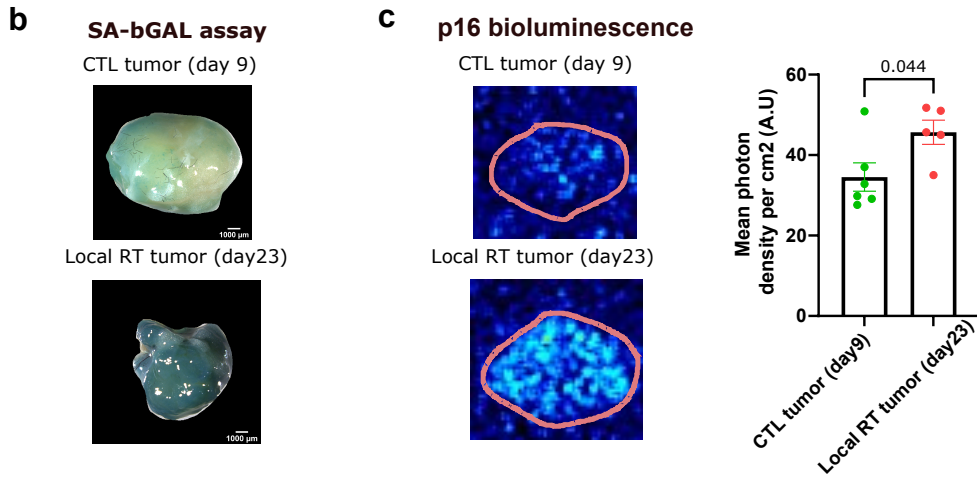 b
SA-bGAL assay
CTL tumor (day 9)
1000 µm
Local RT tumor (day23)
1000 µm
c
p16 bioluminescence
CTL tumor (day 9)
Local RT tumor (day23)
0.044
60
40
20
0
Mean photon
density per cm2 (A.U)
CTL tumor (day9)
Local RT tumor (day23)